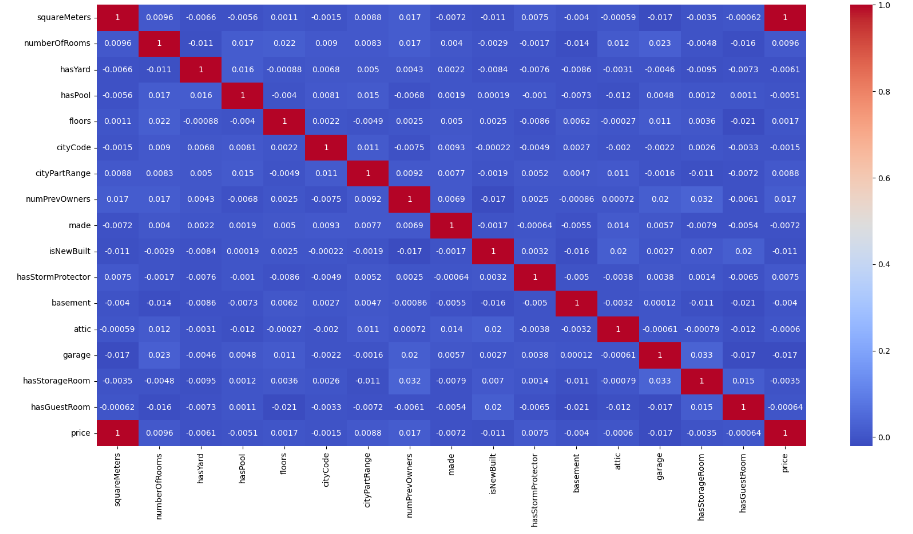 squareMeters 1 0.0096 -0.0066 -0.0056 0.0011 -0.0015 0.0088 0.017 -0.0072 -0.011 0.0075 -0.004 -0.00059 -0.017 -0.0035 -0.00062 1
numberOfRooms 0.0096 1 -0.011 0.017 0.022 0.009 0.0083 0.017 0.004 -0.0029 -0.0017 -0.014 0.012 0.023 -0.0048 -0.016 0.0096
hasYard -0.0066 -0.011 1 0.016 -0.00088 0.0068 0.005 0.0043 0.0022 -0.0084 -0.0076 -0.0086 -0.0031 -0.0046 -0.0095 -0.0073 -0.0061
hasPool -0.0056 0.017 0.016 1 -0.004 0.0081 0.015 -0.0068 0.0019 0.00019 -0.001 -0.0073 -0.012 0.0048 0.0012 0.0011 -0.0051
floors 0.0011 0.022 -0.00088 -0.004 1 0.0022 -0.0049 0.0025 0.005 0.0025 -0.0086 0.0062 -0.00027 0.011 0.0036 -0.021 0.0017
cityCode -0.0015 0.009 0.0068 0.0081 0.0022 1 0.011 -0.0075 0.0093 -0.00022 -0.0049 0.0027 -0.002 -0.0022 0.0026 -0.0033 -0.0015
cityPartRange 0.0088 0.0083 0.005 0.015 -0.0049 0.011 1 0.0092 0.0077 -0.0019 0.0052 0.0047 0.011 -0.0016 -0.011 -0.0072 0.0088
numPrevOwners 0.017 0.017 0.0043 -0.0068 0.0025 -0.0075 0.0092 1 0.0069 -0.017 0.0025 -0.00086 0.00072 0.02 0.032 -0.0061 0.017
made -0.0072 0.004 0.0022 0.0019 0.005 0.0093 0.0077 0.0069 1 -0.0017 -0.00064 -0.0055 0.014 0.0057 -0.0079 -0.0054 -0.0072
isNewBuilt -0.011 -0.0029 -0.0084 0.00019 0.0025 -0.00022 -0.0019 -0.017 -0.0017 1 0.0032 -0.016 0.02 0.0027 0.007 0.02 -0.011
hasStormProtector 0.0075 -0.0017 -0.0076 -0.001 -0.0086 -0.0049 0.0052 0.0025 -0.00064 0.0032 1 -0.005 -0.0038 0.0038 0.0014 -0.0065 0.0075
basement -0.004 -0.014 -0.0086 -0.0073 0.0062 0.0027 0.0047 -0.00086 -0.0055 -0.016 -0.005 1 -0.0032 0.00012 -0.011 -0.021 -0.004
attic -0.00059 0.012 -0.0031 -0.012 -0.00027 -0.002 0.011 0.00072 0.014 0.02 -0.0038 -0.0032 1 -0.00061 -0.00079 -0.012 -0.0006
garage -0.017 0.023 -0.0046 0.0048 0.011 -0.0022 -0.0016 0.02 0.0057 0.0027 0.0038 0.00012 -0.00061 1 0.033 -0.017 -0.017
hasStorageRoom -0.0035 -0.0048 -0.0095 0.0012 0.0036 0.0026 -0.011 0.032 -0.0079 0.007 0.0014 -0.011 -0.00079 0.033 1 0.015 -0.0035
hasGuestRoom -0.00062 -0.016 -0.0073 0.0011 -0.021 -0.0033 -0.0072 -0.0061 -0.0054 0.02 -0.0065 -0.021 -0.012 -0.017 0.015 1 -0.00064
price 1 0.0096 -0.0061 -0.0051 0.0017 -0.0015 0.0088 0.017 -0.0072 -0.011 0.0075 -0.004 -0.0006 -0.017 -0.0035 -0.00064 1
squareMeters
numberOfRooms
hasYard
hasPool
floors
cityCode
cityPartRange
numPrevOwners
made
isNewBuilt
hasStormProtector
basement
attic
garage
hasStorageRoom
hasGuestRoom
price
1.0
0.8
0.6
0.4
0.2
0.0